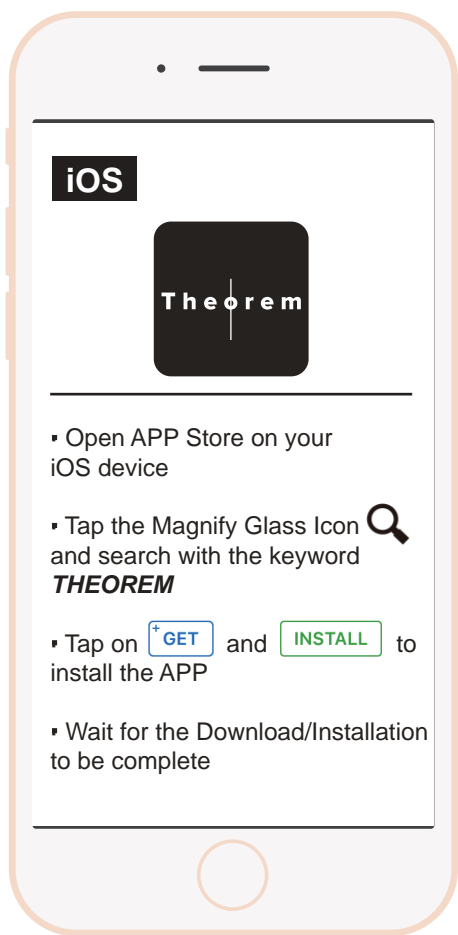 iOS
Theorem
▪ Open APP Store on your
iOS device
▪ Tap the Magnify Glass Icon
and search with the keyword
THEOREM
▪ Tap on +GET and INSTALL to
install the APP
▪ Wait for the Download/Installation
to be complete